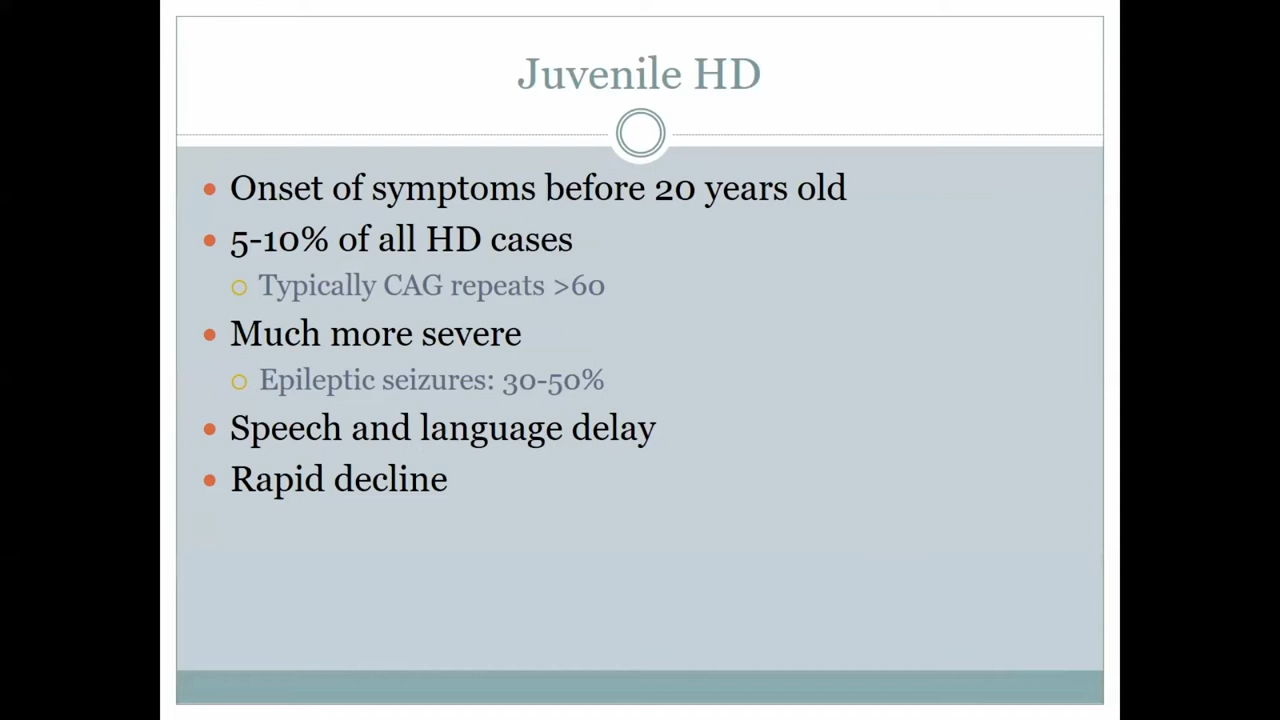 Juvenile HD
Onset of symptoms before 20 years old
5-10% of all HD cases
Typically CAG repeats >60
Much more severe
Epileptic seizures: 30-50%
Speech and language delay
Rapid decline